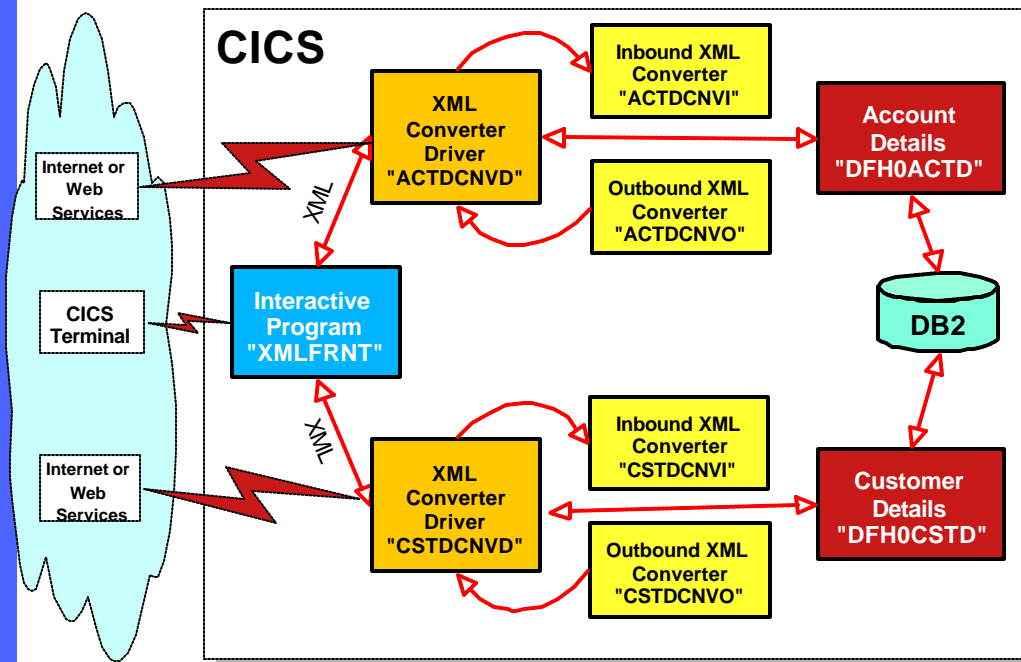 CICS
Inbound XML
Converter
"ACTDCNVI"
XML
Converter
Driver
"ACTDCNVD"
Account
Details
"DFH0ACTD"
Internet or
Web
Services
XML
Outbound XML
Converter
"ACTDCNVO"
CICS
Terminal
Interactive
Program
"XMLFRNT"
DB2
XML
Inbound XML
Converter
"CSTDCNVI"
Internet or
Web
Services
XML
Converter
Driver
"CSTDCNVD"
Customer
Details
"DFH0CSTD"
Outbound XML
Converter
"CSTDCNVO"